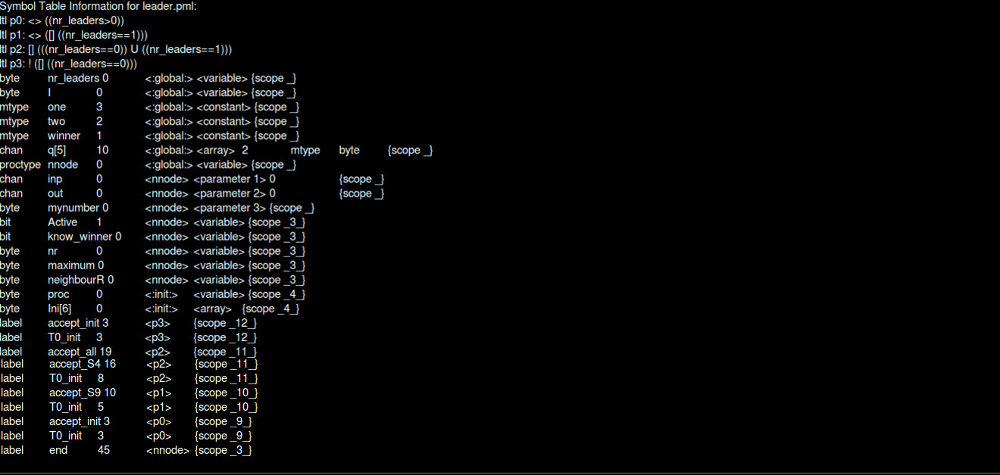 Symbol Table Information for leader.pml:
ltl p0: <> ((nr_leaders>0))
ltl p1: <> ([] ((nr_leaders==1)))
ltl p2: [] (((nr_leaders==0)) U ((nr_leaders==1)))
ltl p3: ! ([] ((nr_leaders==0)))
byte nr_leaders 0 <:global:> <variable> {scope _}
byte I 0 <:global:> <variable> {scope _}
mtype one 3 <:global:> <constant> {scope _}
mtype two 2 <:global:> <constant> {scope _}
mtype winner 1 <:global:> <constant> {scope _}
chan q[5] 10 <:global:> <array> 2 mtype byte {scope _}
proctype nnode 0 <:global:> <variable> {scope _}
chan inp 0 <nnode> <parameter 1> 0 {scope _}
chan out 0 <nnode> <parameter 2> 0 {scope _}
byte mynumber 0 <nnode> <parameter 3> {scope _}
bit Active 1 <nnode> <variable> {scope _3_}
bit know_winner 0 <nnode> <variable> {scope _3_}
byte nr 0 <nnode> <variable> {scope _3_}
byte maximum 0 <nnode> <variable> {scope _3_}
byte neighbourR 0 <nnode> <variable> {scope _3_}
byte proc 0 <:init:> <variable> {scope _4_}
byte Ini[6] 0 <:init:> <array> {scope _4_}
label accept_init 3 <p3> {scope _12_}
label T0_init 3 <p3> {scope _12_}
label accept_all 19 <p2> {scope _11_}
label accept_S4 16 <p2> {scope _11_}
label T0_init 8 <p2> {scope _11_}
label accept_S9 10 <p1> {scope _10_}
label T0_init 5 <p1> {scope _10_}
label accept_init 3 <p0> {scope _9_}
label T0_init 3 <p0> {scope _9_}
label end 45 <nnode> {scope _3_}